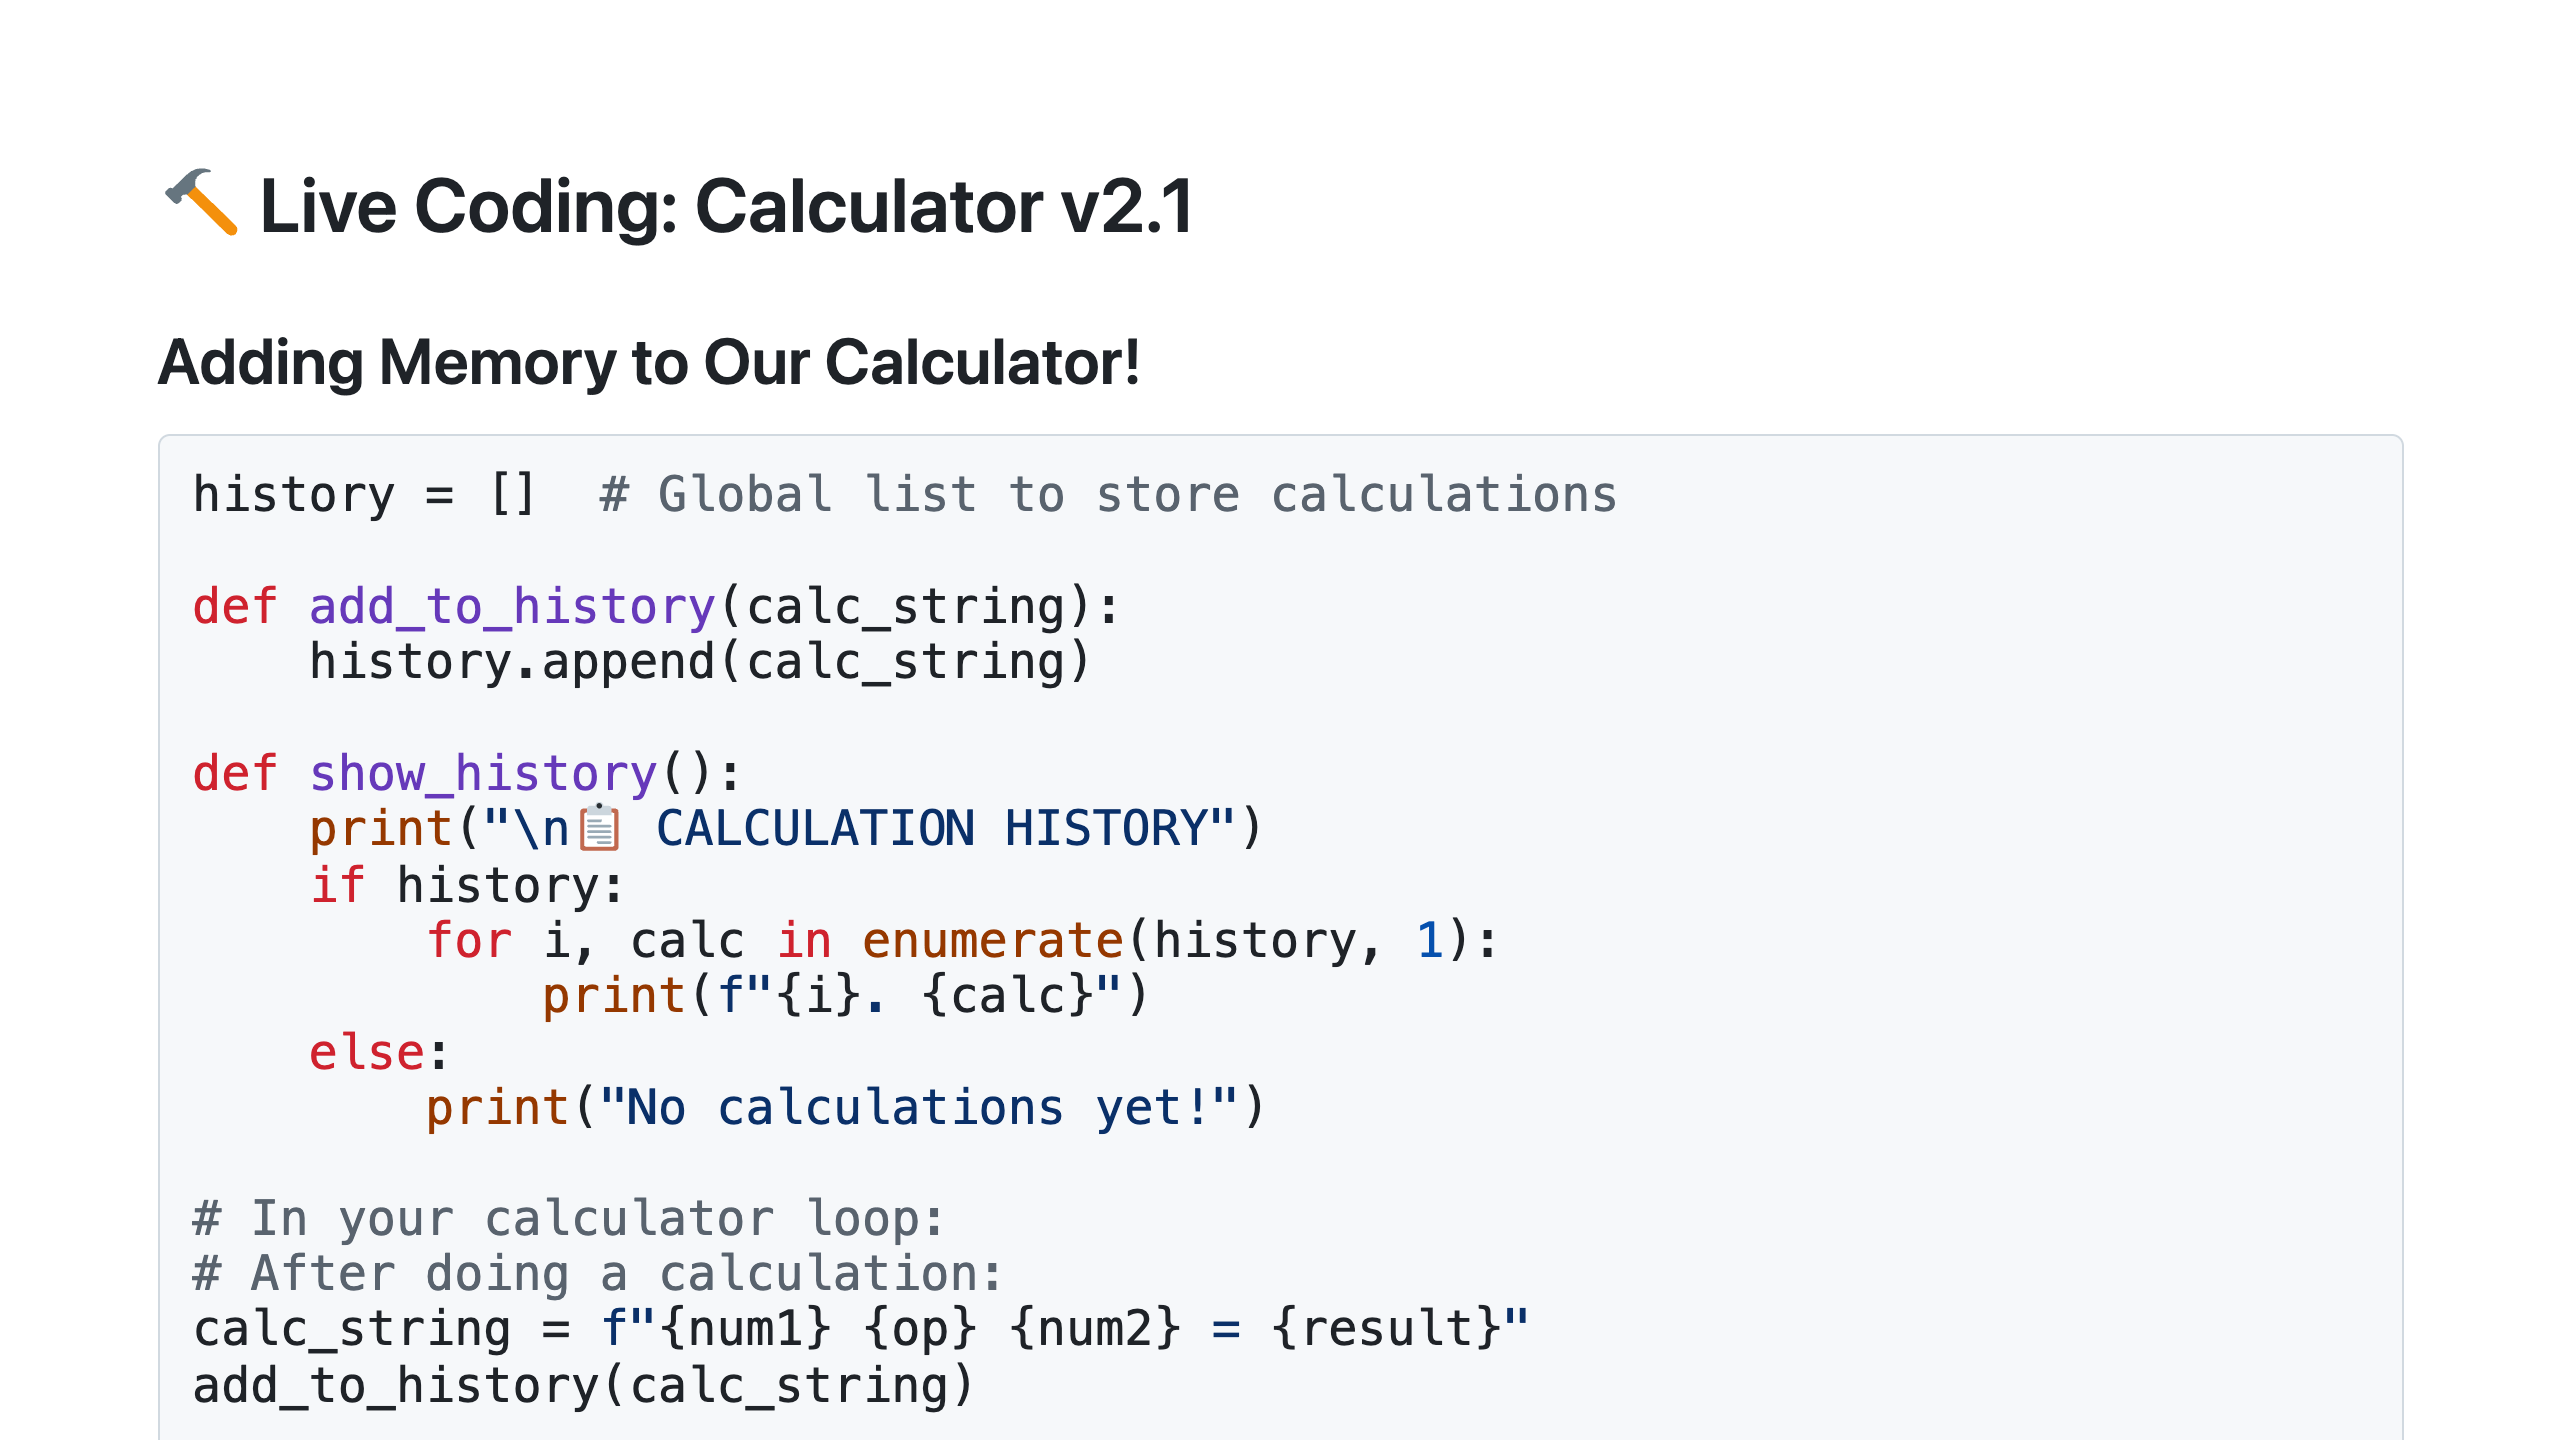 🔨 Live Coding: Calculator v2.1
Adding Memory to Our Calculator!
history = []  # Global list to store calculations
def add_to_history(calc_string):
    history.append(calc_string)
def show_history():
    print("\n📋 CALCULATION HISTORY")
    if history:
        for i, calc in enumerate(history, 1):
            print(f"{i}. {calc}")
    else:
        print("No calculations yet!")
# In your calculator loop:
# After doing a calculation:
calc_string = f"{num1} {op} {num2} = {result}"
add_to_history(calc_string)